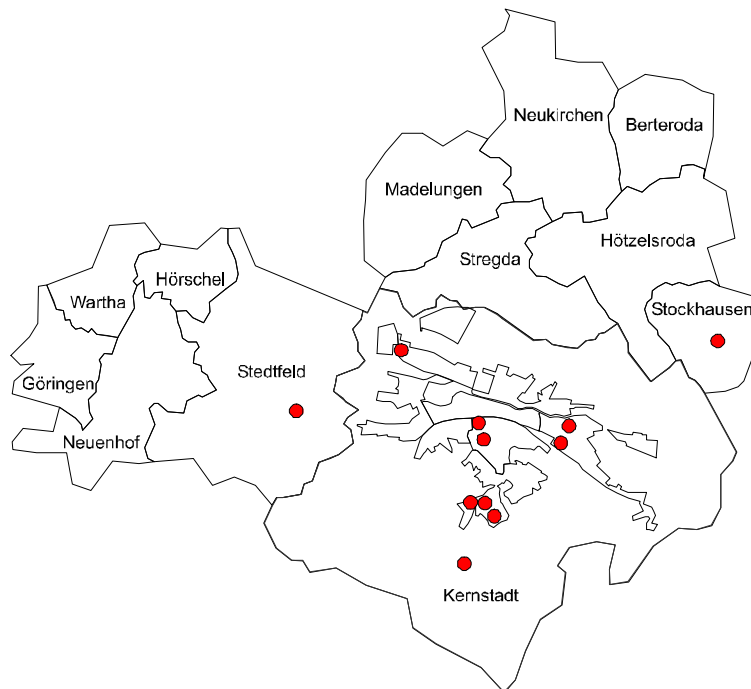 Neukirchen
Berteroda
Madelungen
Hötzelsroda
Stregda
Hörschel
Wartha
Stockhausen
Stedtfeld
Göringen
Neuenhof
Kernstadt